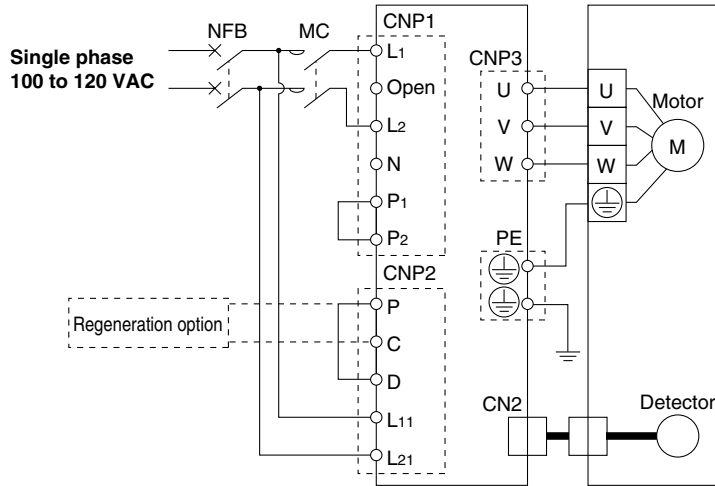 Single phase
100 to 120 VAC
NFB
MC
CNP1
L1
Open
L2
N
P1
P2
CNP2
P
C
D
L11
L21
Regeneration option
CNP3
U
V
W
PE
CN2
U
V
W
Motor
M
Detector